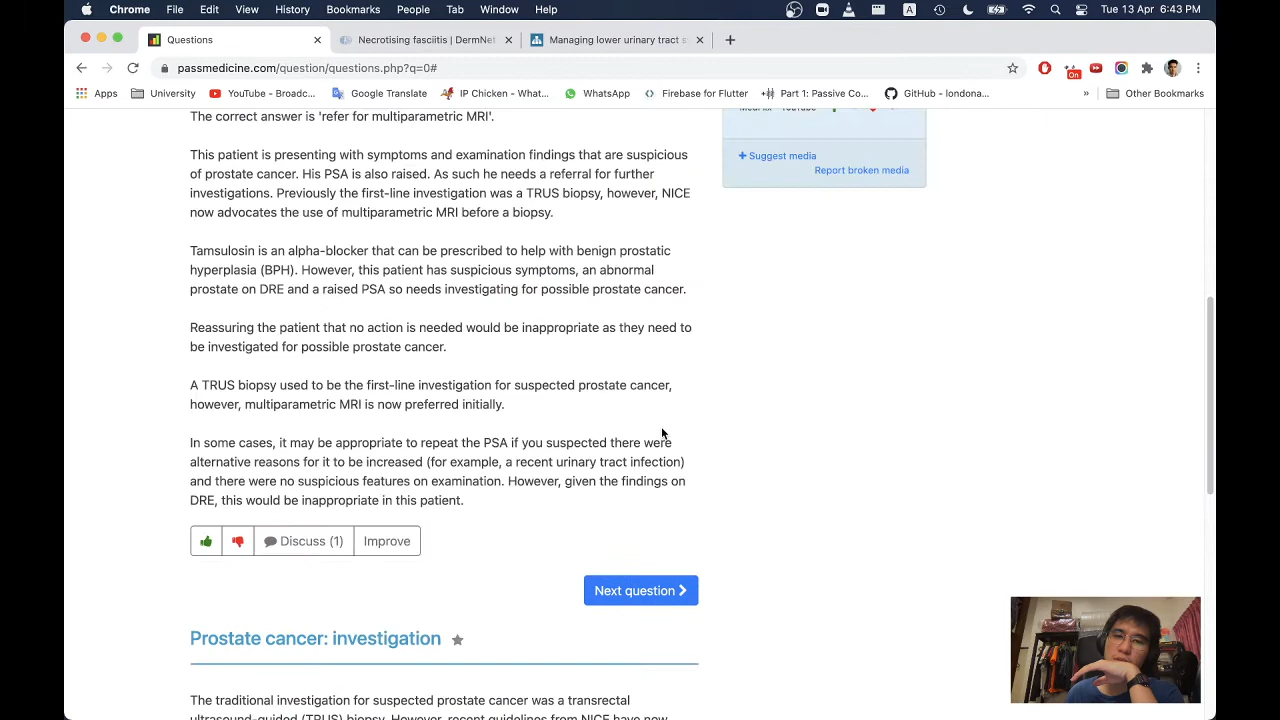 Chrome File Edit View History Bookmarks People Tab Window Help A Tue 13 Apr 6:43 PM
Questions Necrotising fasciitis | DermNet Managing lower urinary tract s
passmedicine.com/question/questions.php?q=0# On
Apps University YouTube - Broadc... Google Translate IP Chicken - What... WhatsApp Firebase for Flutter Part 1: Passive Co... GitHub - londona... » Other Bookmarks
The correct answer is 'refer for multiparametric MRI'.
This patient is presenting with symptoms and examination findings that are suspicious
of prostate cancer. His PSA is also raised. As such he needs a referral for further
investigations. Previously the first-line investigation was a TRUS biopsy, however, NICE
now advocates the use of multiparametric MRI before a biopsy.
Tamsulosin is an alpha-blocker that can be prescribed to help with benign prostatic
hyperplasia (BPH). However, this patient has suspicious symptoms, an abnormal
prostate on DRE and a raised PSA so needs investigating for possible prostate cancer.
Reassuring the patient that no action is needed would be inappropriate as they need to
be investigated for possible prostate cancer.
A TRUS biopsy used to be the first-line investigation for suspected prostate cancer,
however, multiparametric MRI is now preferred initially.
In some cases, it may be appropriate to repeat the PSA if you suspected there were
alternative reasons for it to be increased (for example, a recent urinary tract infection)
and there were no suspicious features on examination. However, given the findings on
DRE, this would be inappropriate in this patient.
Discuss (1) Improve
Next question
Prostate cancer: investigation
The traditional investigation for suspected prostate cancer was a transrectal
ultrasound-guided (TRUS) biopsy. However, recent guidelines from NICE have now
+ Suggest media
Report broken media